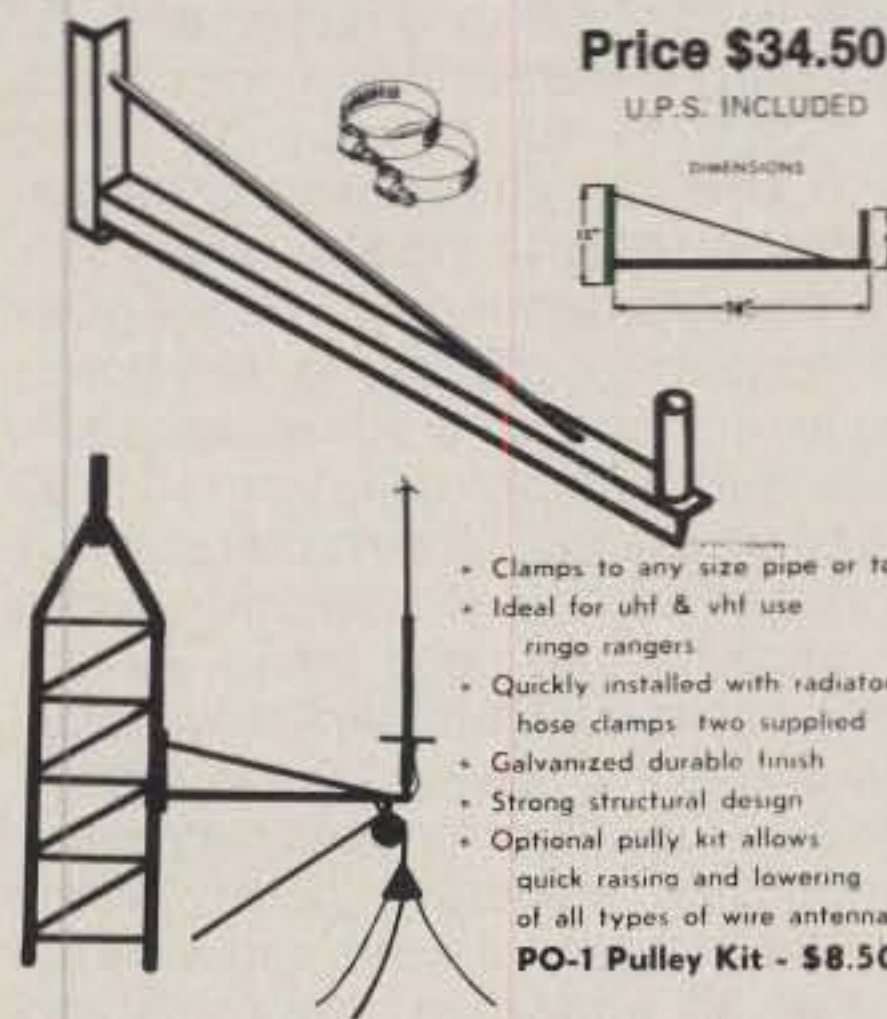 Price $34.50
U.P.S. INCLUDED
DIMENSIONS
12"
• Clamps to any size pipe or
• Ideal for uhf & vhf use
ringo rangers
• Quickly installed with radiator
hose clamps two supplied
• Galvanized durable finish
• Strong structural design
• Optional pully kit allows
quick raising and lowering
of all types of wire antenna
PO-1 Pulley Kit - $8.50